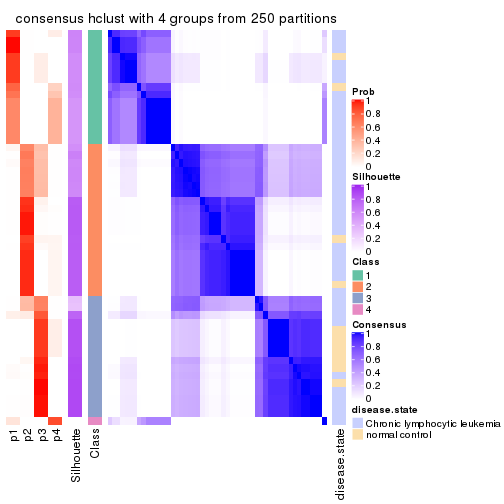 consensus hclust with 4 groups from 250 partitions
Prob
1
0.8
0.6
0.4
0.2
0
Silhouette
1
0.8
0.6
0.4
0.2
0
Class
1
2
3
4
Consensus
1
0.8
0.6
0.4
0.2
0
disease.state
Chronic lymphocytic leukemia
normal control
p1
p2
p3
p4
Silhouette
Class
disease.state